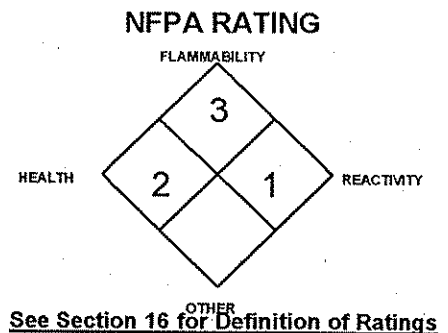 NFPA RATING
FLAMMABILITY
3
HEALTH 2 1 REACTIVITY
OTHER
See Section 16 for Definition of Ratings